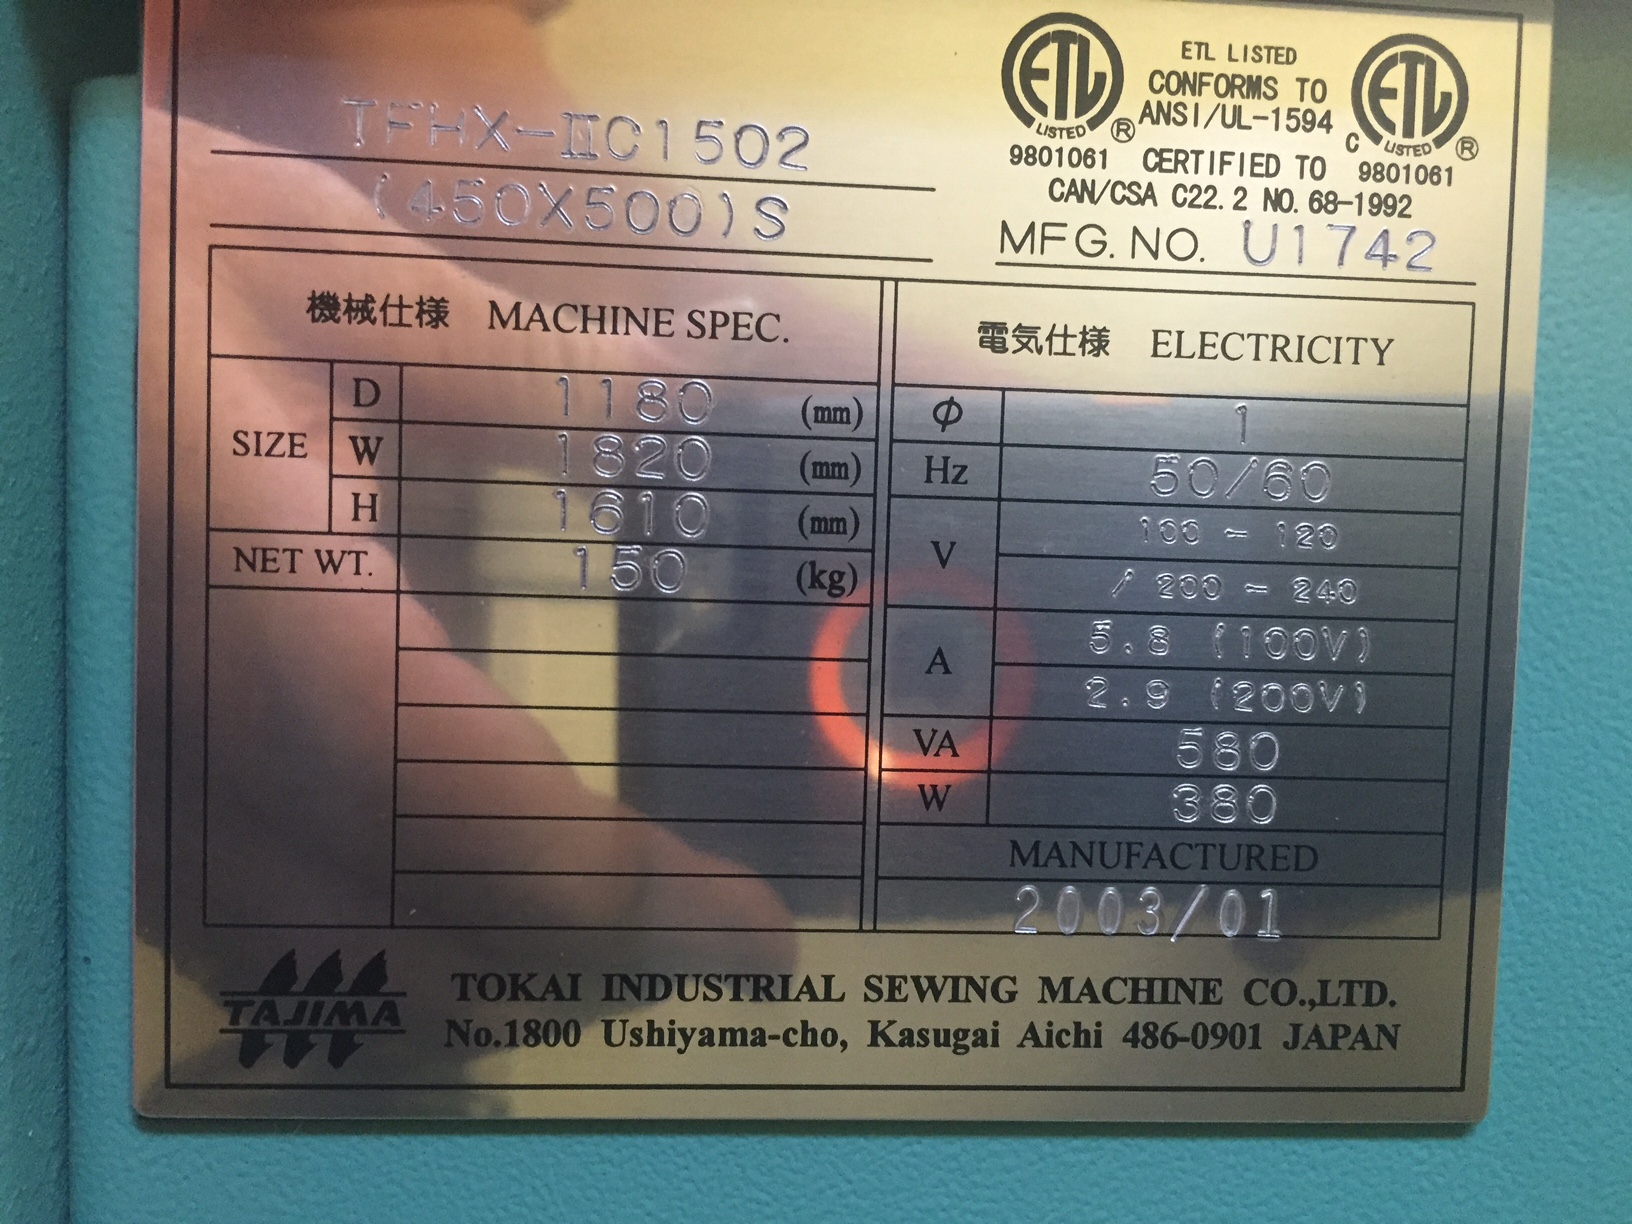 TFHX-IIC1502
(450X500)S
ETL LISTED
CONFORMS TO
ANSI/UL-1594
ETL LISTED ® 9801061
CERTIFIED TO
CAN/CSA C22.2 NO. 68-1992
C ETL LISTED ® 9801061
MFG. NO. U1742
機械仕様 MACHINE SPEC.
SIZE
D 1180 (mm)
W 1820 (mm)
H 1610 (mm)
NET WT. 150 (kg)
電気仕様 ELECTRICITY
Φ 1
Hz 50/60
V 100 - 120
/ 200 - 240
A 5.8 (100V)
2.9 (200V)
VA 580
W 380
MANUFACTURED
2003/01
TAJIMA
TOKAI INDUSTRIAL SEWING MACHINE CO.,LTD.
No.1800 Ushiyama-cho, Kasugai Aichi 486-0901 JAPAN